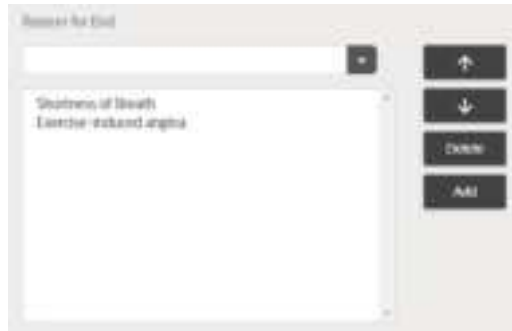 Reason for End
Shortness of Breath
Exercise-induced angina
Delete
Add